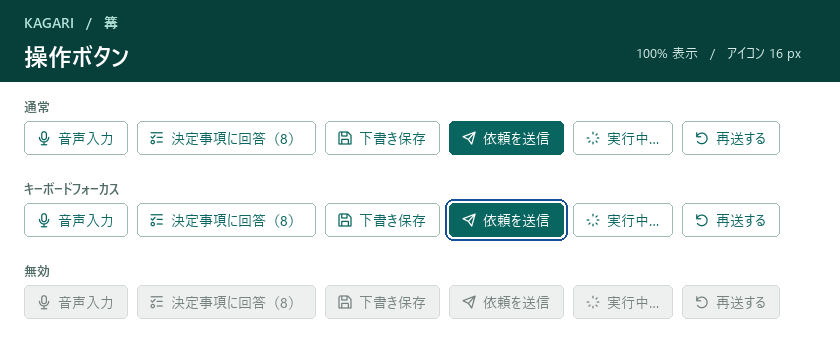 KAGARI / 篝
操作ボタン
100% 表示 / アイコン 16 px
通常
音声入力 決定事項に回答（8） 下書き保存 依頼を送信 実行中… 再送する
キーボードフォーカス
音声入力 決定事項に回答（8） 下書き保存 依頼を送信 実行中… 再送する
無効
音声入力 決定事項に回答（8） 下書き保存 依頼を送信 実行中… 再送する